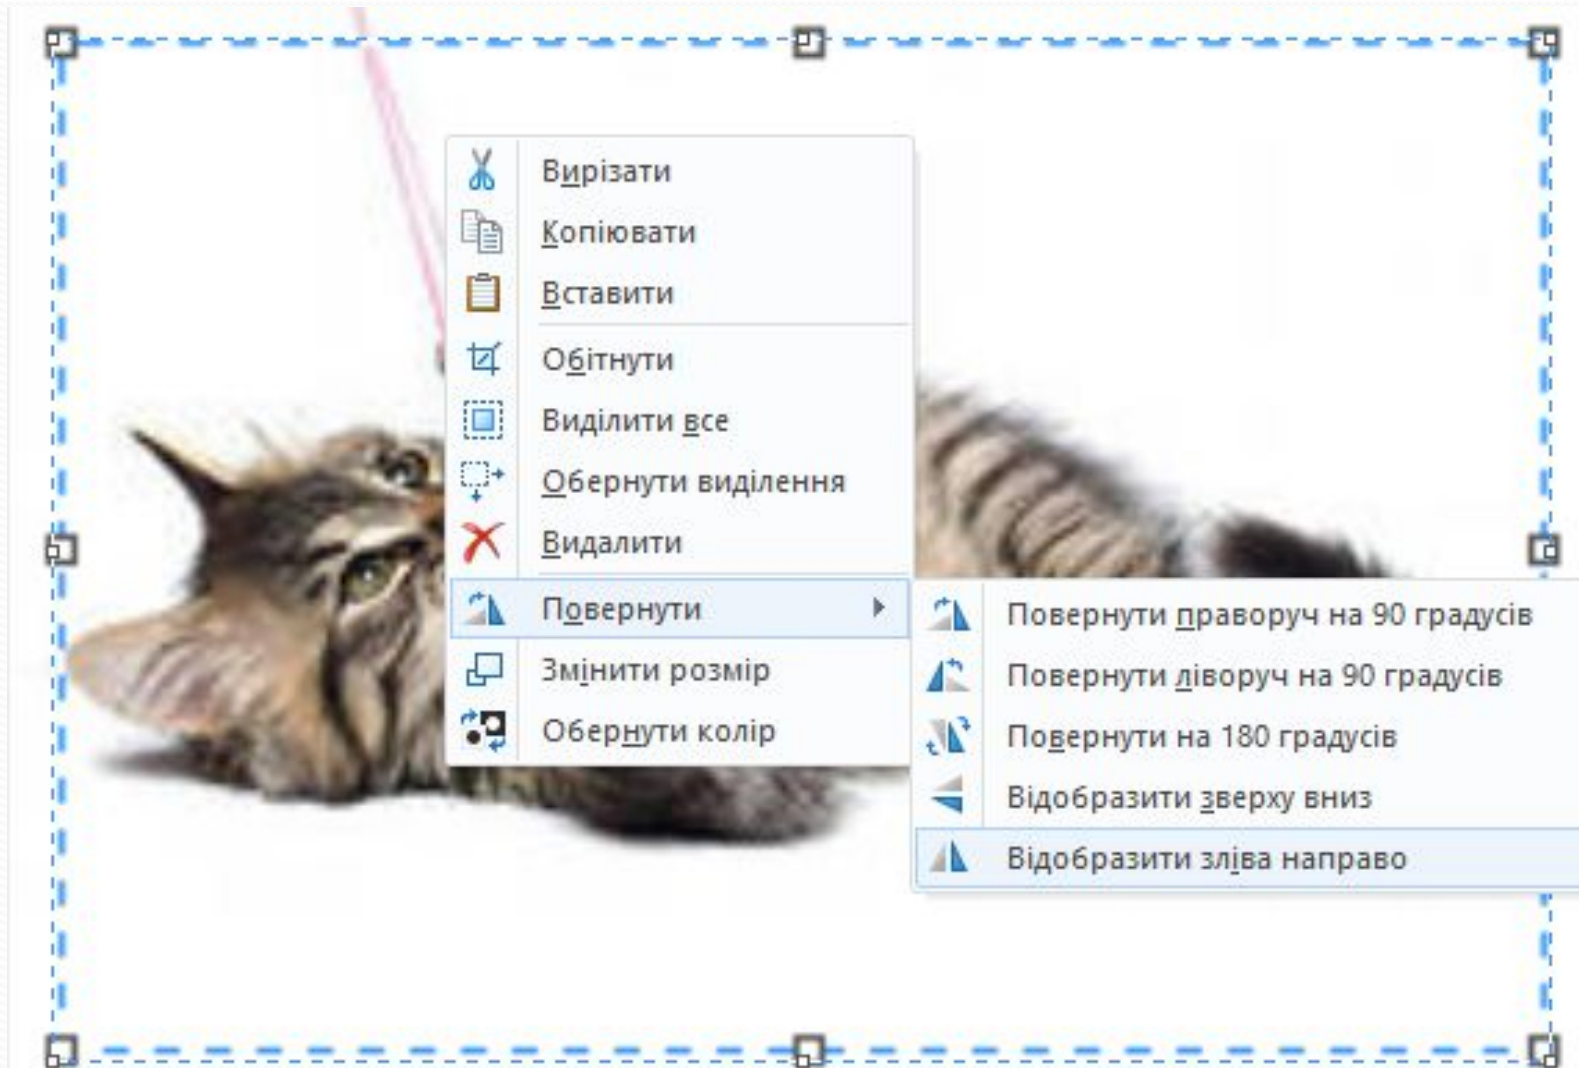 Вирізати
Копіювати
Вставити
Обітнути
Виділити все
Обернути виділення
Видалити
Повернути
Змінити розмір
Обернути колір
Повернути праворуч на 90 градусів
Повернути ліворуч на 90 градусів
Повернути на 180 градусів
Відобразити зверху вниз
Відобразити зліва направо